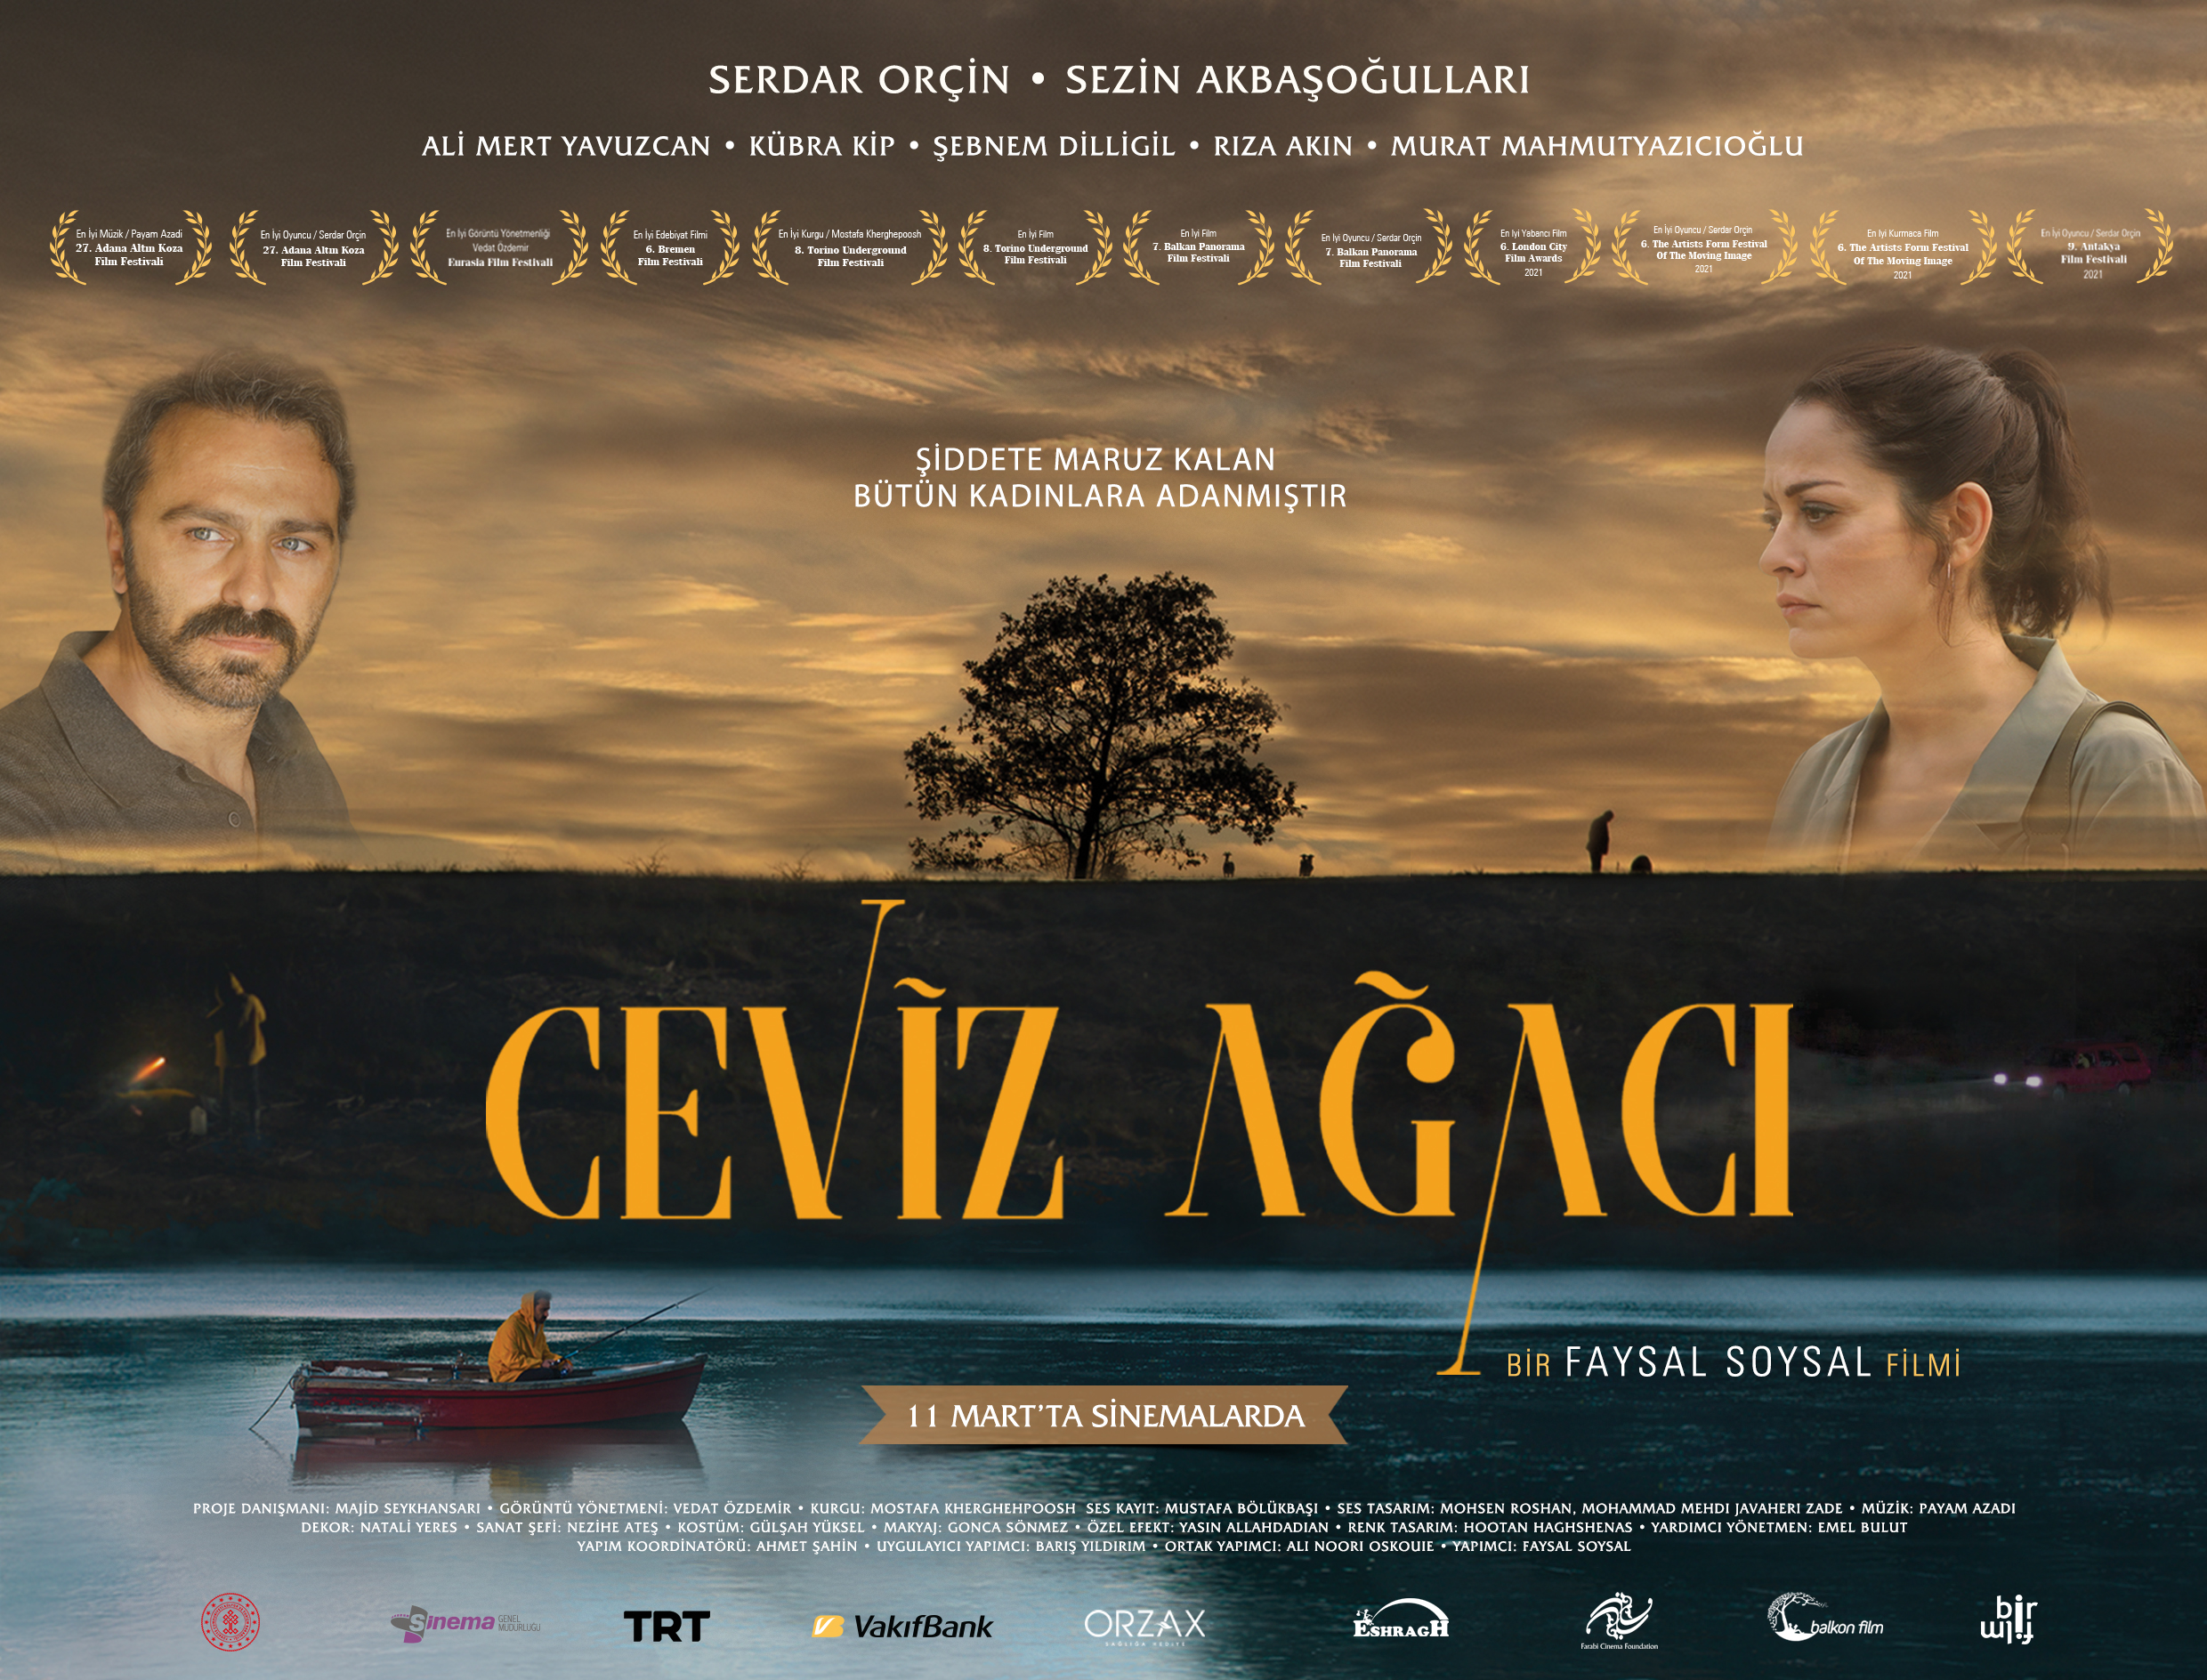 SERDAR ORÇİN • SEZİN AKBAŞOĞULLARI
ALİ MERT YAVUZCAN • KÜBRA KİP • ŞEBNEM DİLLİGİL • RIZA AKIN • MURAT MAHMUTYAZICIOĞLU
En İyi Müzik / Payam Azadi
27. Adana Altın Koza
Film Festivali
En İyi Oyuncu / Serdar Orçin
27. Adana Altın Koza
Film Festivali
En İyi Görüntü Yönetmenliği
Vedat Özdemir
Eurasia Film Festivali
En İyi Edebiyat Filmi
6. Bremen
Film Festivali
En İyi Kurgu / Mostafa Kherghepoosh
8. Torino Underground
Film Festivali
En İyi Film
8. Torino Underground
Film Festivali
En İyi Film
7. Balkan Panorama
Film Festivali
En İyi Oyuncu / Serdar Orçin
7. Balkan Panorama
Film Festivali
En İyi Yabancı Film
6. London City
Film Awards
2021
En İyi Oyuncu / Serdar Orçin
6. The Artists Form Festival
Of The Moving Image
2021
En İyi Kurmaca Film
6. The Artists Form Festival
Of The Moving Image
2021
En İyi Oyuncu / Serdar Orçin
9. Antakya
Film Festivali
2021
ŞİDDETE MARUZ KALAN
BÜTÜN KADINLARA ADANMIŞTIR
CEVİZ AĞACI
BİR FAYSAL SOYSAL FİLMİ
11 MART'TA SİNEMALARDA
PROJE DANIŞMANI: MAJİD SEYKHANSARI • GÖRÜNTÜ YÖNETMENİ: VEDAT ÖZDEMİR • KURGU: MOSTAFA KHERGHEHPOOSH SES KAYIT: MUSTAFA BÖLÜKBAŞI • SES TASARIM: MOHSEN ROSHAN, MOHAMMAD MEHDI JAVAHERI ZADE • MÜZİK: PAYAM AZADI
DEKOR: NATALİ YERES • SANAT ŞEFİ: NEZİHE ATEŞ • KOSTÜM: GÜLŞAH YÜKSEL • MAKYAJ: GONCA SÖNMEZ • ÖZEL EFEKT: YASIN ALLAHDADIAN • RENK TASARIM: HOOTAN HAGHSHENAS • YARDIMCI YÖNETMEN: EMEL BULUT
YAPIM KOORDİNATÖRÜ: AHMET ŞAHİN • UYGULAYICI YAPIMCI: BARIŞ YILDIRIM • ORTAK YAPIMCI: ALI NOORI OSKOUIE • YAPIMCI: FAYSAL SOYSAL
Sinema GENEL
MÜDÜRLÜĞÜ
TRT
VakıfBank
ORZAX
SAĞLIĞA HEDİYE
ESHRAGH
Farabi Cinema Foundation
balkon film
bir
film